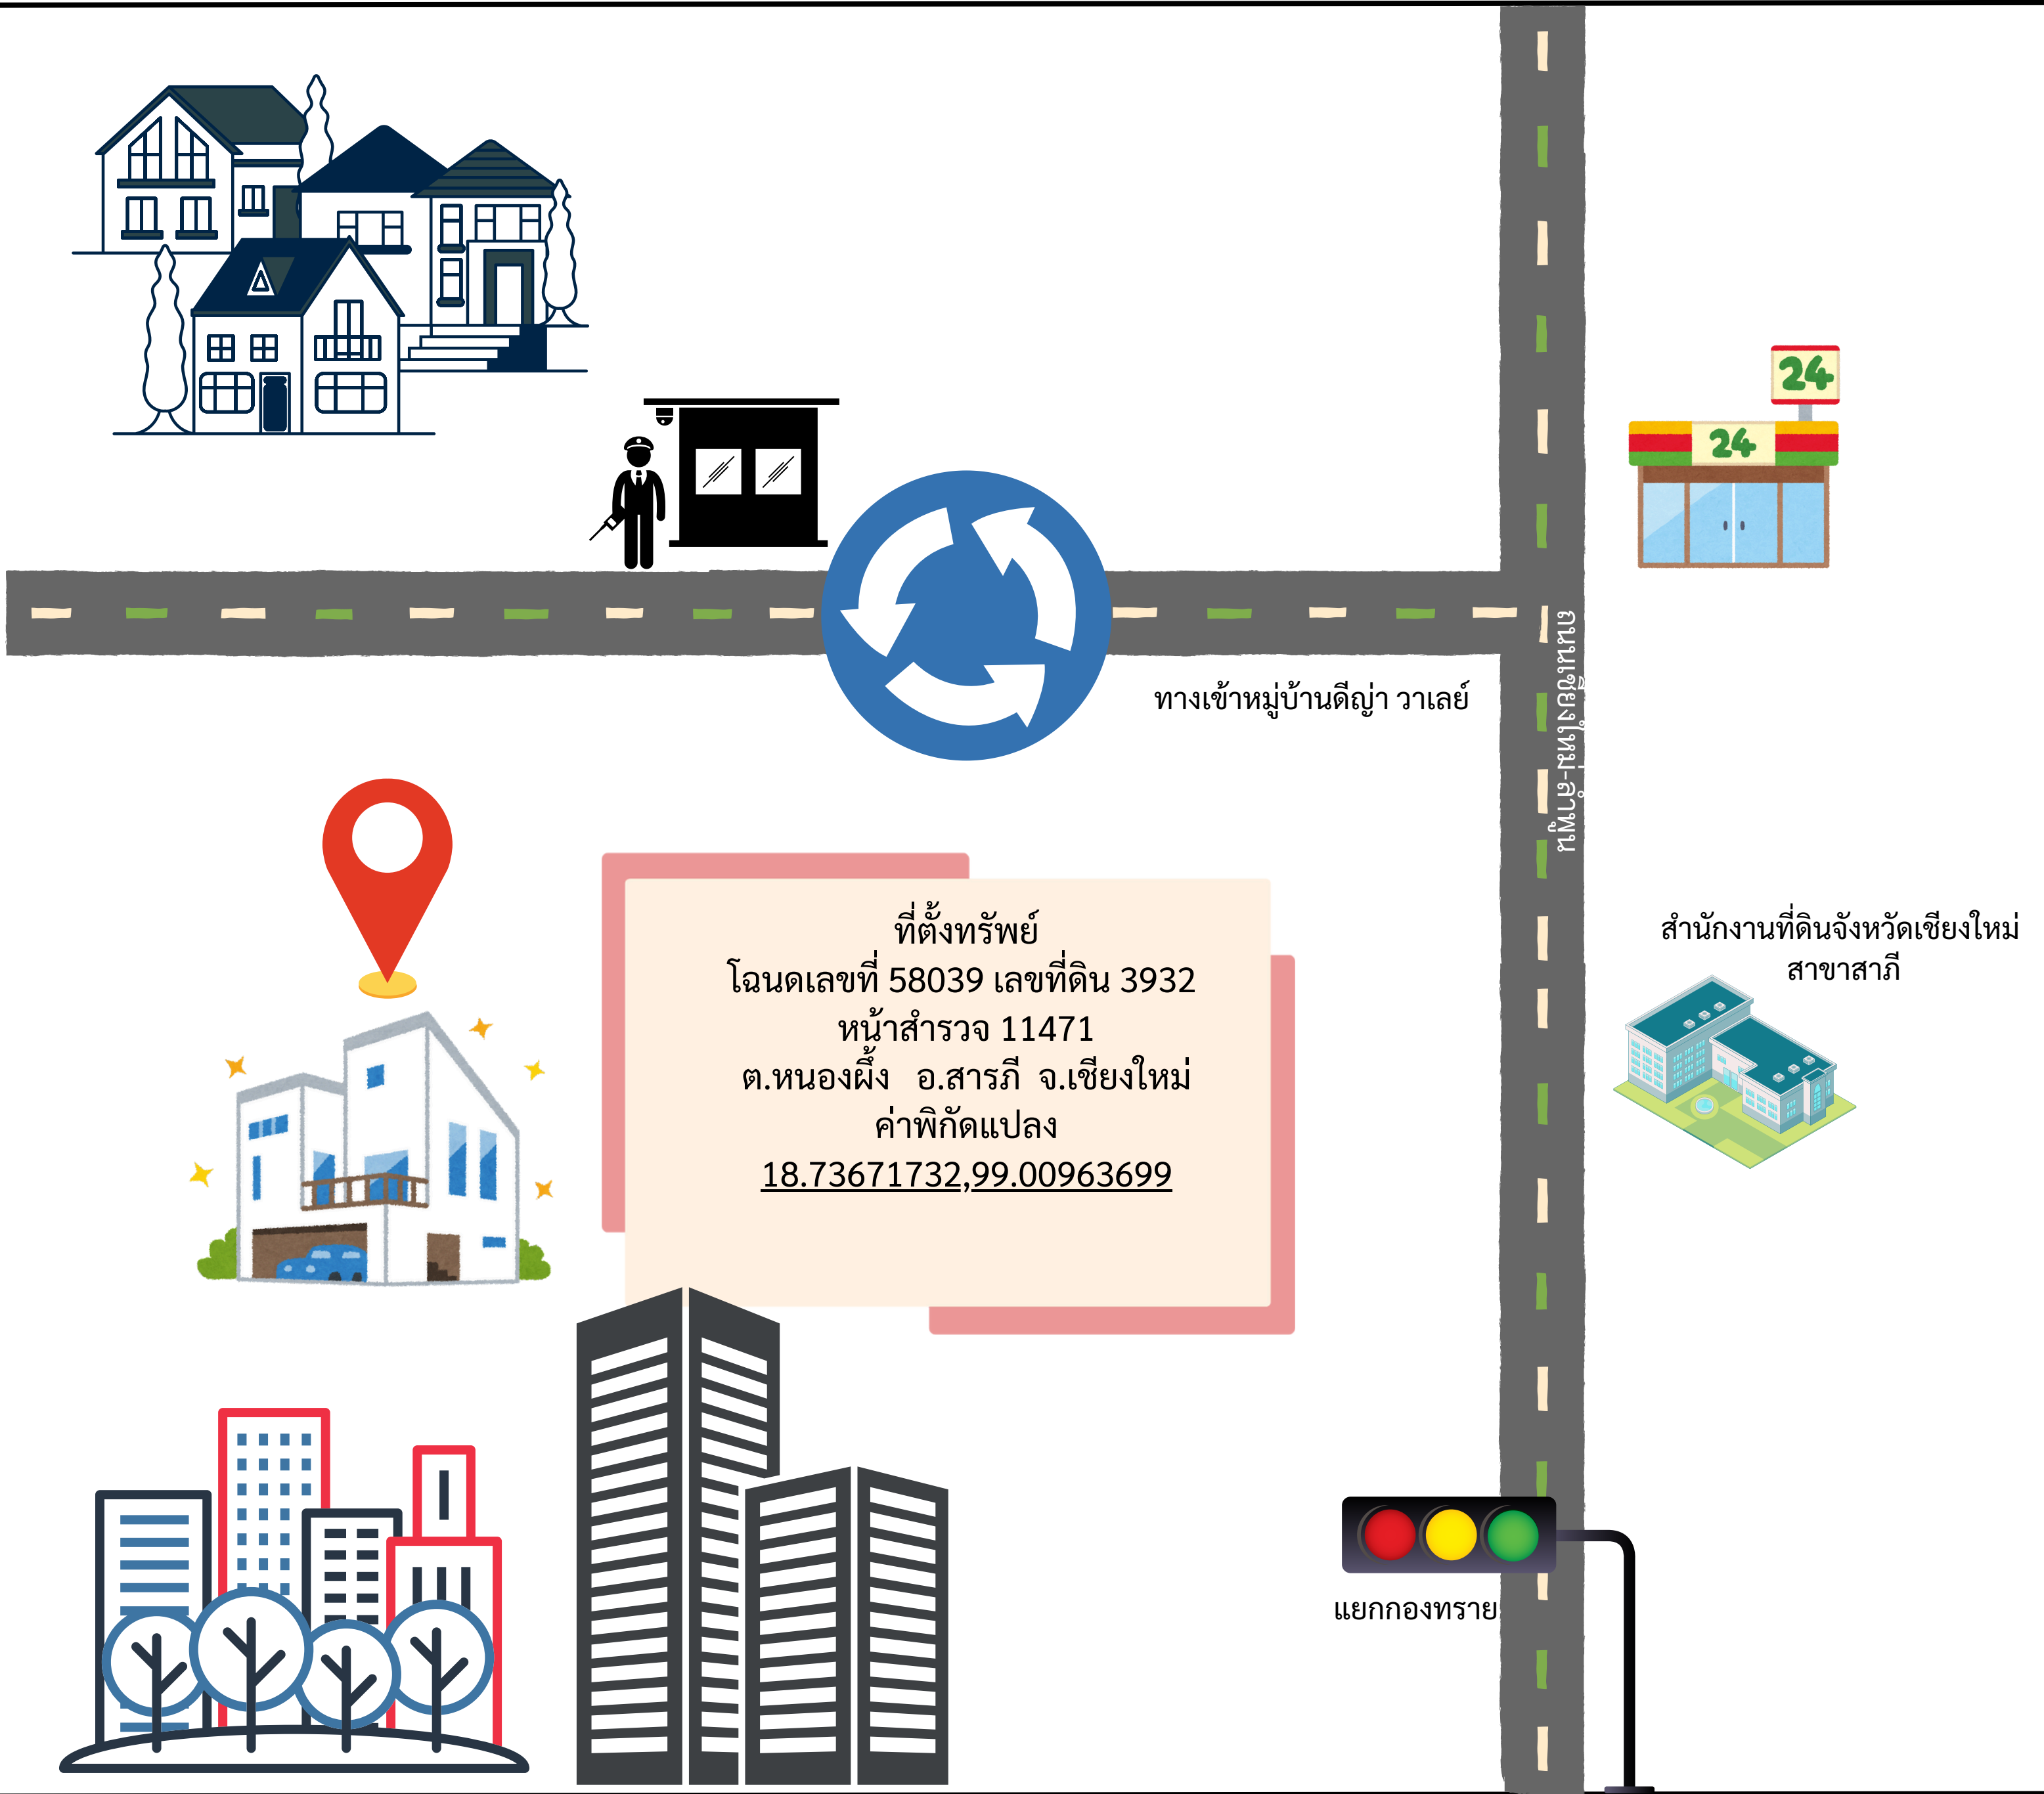 24
24
ถนนเชียงใหม่-ลำพูน
ทางเข้าหมู่บ้านดีญ่า วาเลย์
ที่ตั้งทรัพย์
โฉนดเลขที่ 58039 เลขที่ดิน 3932
หน้าสำรวจ 11471
ต.หนองผึ้ง อ.สารภี จ.เชียงใหม่
ค่าพิกัดแปลง
18.73671732,99.00963699
สำนักงานที่ดินจังหวัดเชียงใหม่
สาขาสาภี
แยกกองทราย